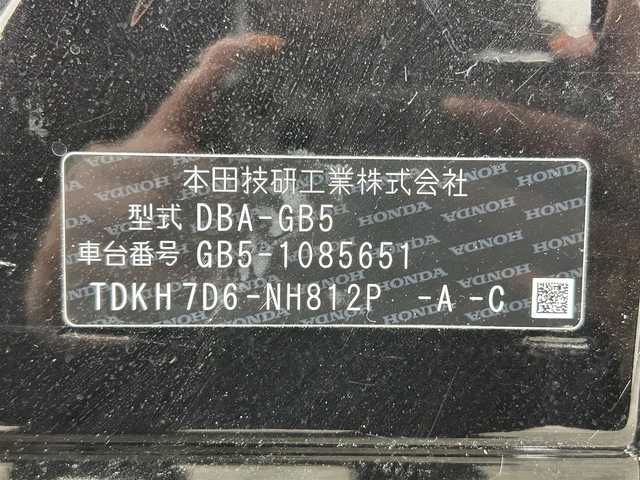 本田技研工業株式会社
型式 DBA-GB5
車台番号 GB5-1085651
TDKH7D6-NH812P -A -C